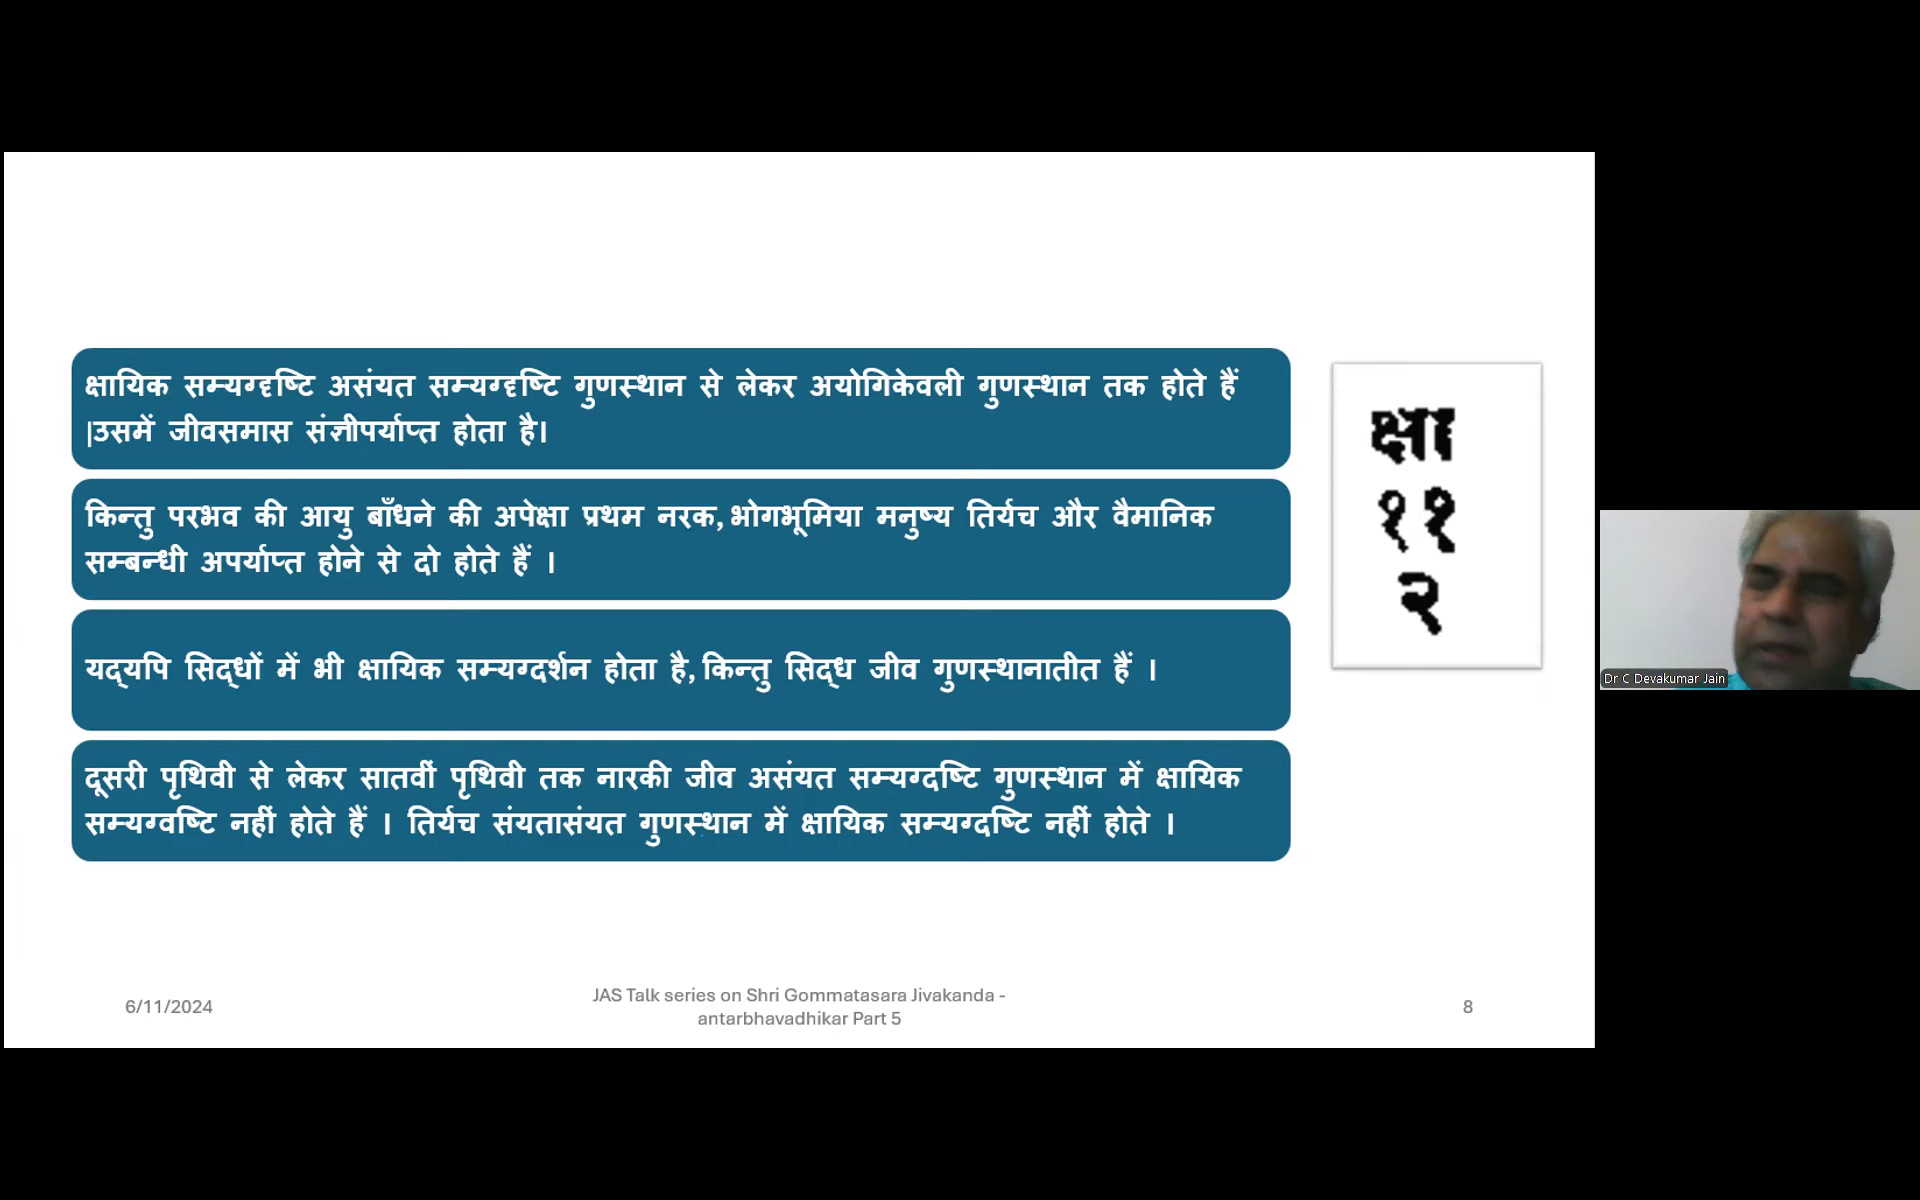 क्षायिक सम्यग्दृष्टि असंयत सम्यग्दृष्टि गुणस्थान से लेकर अयोगिकेवली गुणस्थान तक होते हैं
|उसमें जीवसमास संज्ञीपर्याप्त होता है।
किन्तु परभव की आयु बाँधने की अपेक्षा प्रथम नरक, भोगभूमिया मनुष्य तिर्यच और वैमानिक
सम्बन्धी अपर्याप्त होने से दो होते हैं ।
यद्यपि सिद्धों में भी क्षायिक सम्यग्दर्शन होता है, किन्तु सिद्ध जीव गुणस्थानातीत हैं ।
दूसरी पृथिवी से लेकर सातवीं पृथिवी तक नारकी जीव असंयत सम्यग्दष्टि गुणस्थान में क्षायिक
सम्यग्वष्टि नहीं होते हैं । तिर्यच संयतासंयत गुणस्थान में क्षायिक सम्यग्दष्टि नहीं होते ।
क्षा
११
२
Dr C Devakumar Jain
6/11/2024
JAS Talk series on Shri Gommatasara Jivakanda -
antarbhavadhikar Part 5
8